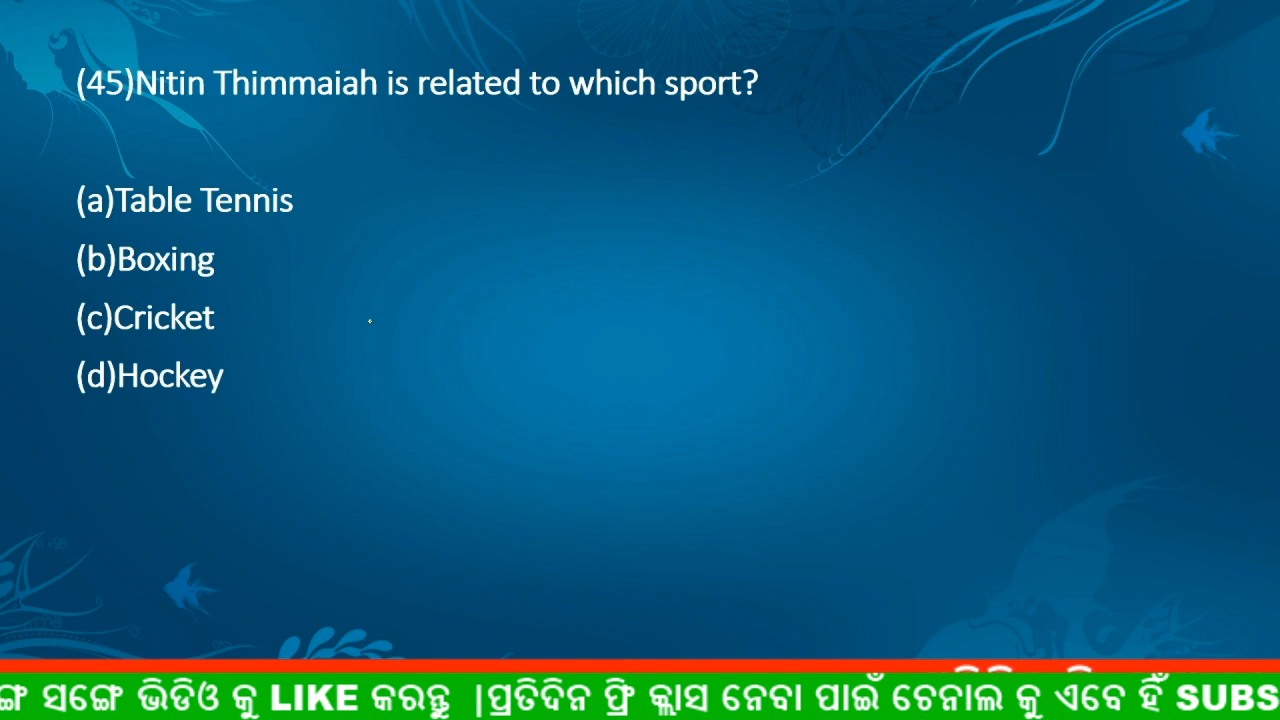 (45)Nitin Thimmaiah is related to which sport?
(a)Table Tennis
(b)Boxing
(c)Cricket
(d)Hockey
ସଙ୍ଗେ ଭିଡିଓ କୁ LIKE କରନ୍ତୁ |ପ୍ରତିଦିନ ଫ୍ରି କ୍ଲାସ ନେବା ପାଇଁ ଚେନାଲ କୁ ଏବେ ହିଁ SUBS